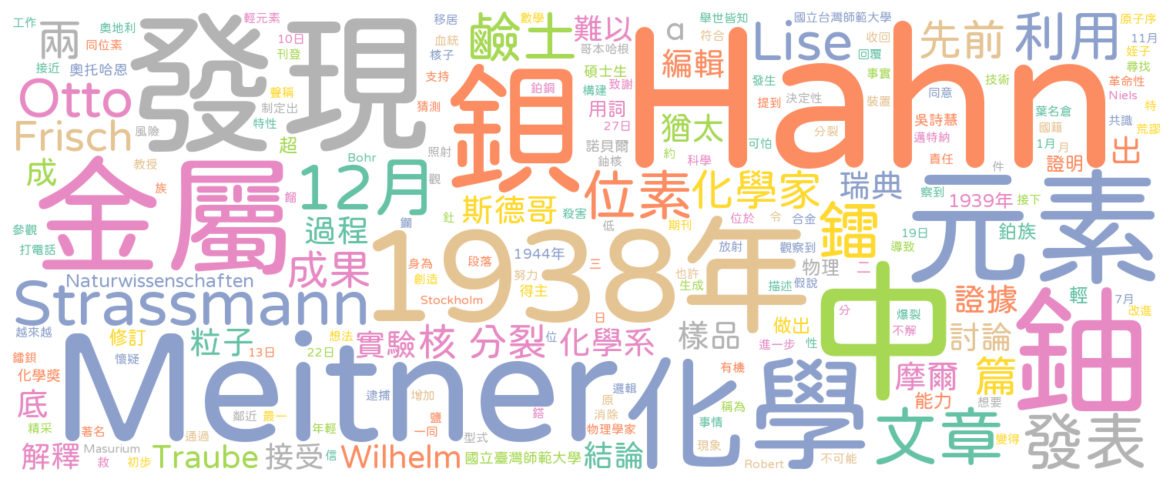 發現
Hahn
鋇
金屬
1938年
元素
Meitner
化學
中
鈾
Strassmann
Otto
Frisch
12月
兩
鹼土
難以
a
編輯
Lise
先前
利用
用詞
猶太
出
成
超
過程
成果
斯德哥
位素
化學家
瑞典
鐳
鉑族
物理
證據
輕
Naturwissenschaften
粒子
實驗
核
分裂
化學系
樣品
做出
討論
篇
摩爾
能力
文章
發表
底
解釋
Traube
接受
Wilhelm
國立臺灣師範大學
結論
修訂
工作
奧地利
同位素
接近
奧托哈恩
輕元素
10日
刊登
聲稱
制定出
風險
特性
教授
族
鎦
數學
移居
血統
核子
支持
猜測
照射
觀
Bohr
參觀
打電話
舉世皆知
哥本哈根
碩士生
鉑鋼
構建
致謝
27日
諾貝爾
鈾核
約
科學
國立台灣師範大學
收回
回覆
符合
發生
事實
技術
提到
決定性
裝置
同意
分裂
可怕
吳詩慧
邁特納
責任
件
原子序
11月
姪子
尋找
革命性
Niels
特
葉名倉
共識
國籍
荒謬
1月
月
證明
1939年
接下
察到
19日
導致
7月
改進
釷
殺害
低
鑭
位於
令
合金
期刊
放射
觀察到
也許
生成
描述
假說
二
三
日
身為
創造
段落
1944年
努力
得主
Stockholm
分
爆裂
不解
性
進一步
越來越
鐳鋇
化學獎
懷疑
13日
22日
想法
位
逮捕
增加
邏輯
鄰近
最一
年輕
信
鹽
一同
型式
鎝
原
消除
物理學家
有機
稱為
事情
現象
Robert
不可能
想要
變得
精采
著名
Masurium
救
初步
通過